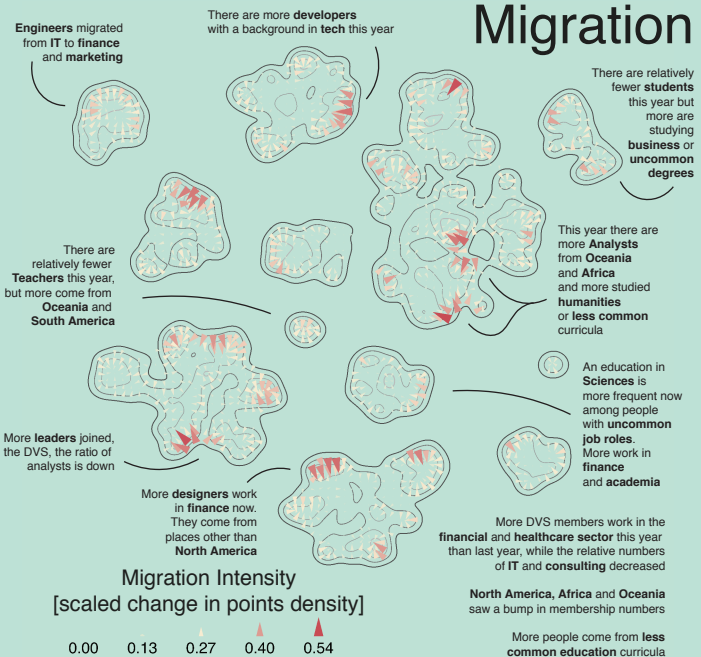 Migration
Engineers migrated
from IT to finance
and marketing
There are more developers
with a background in tech this year
There are relatively
fewer students
this year but
more are
studying
business or
uncommon
degrees
This year there are
more Analysts
from Oceania
and Africa
and more studied
humanities
or less common
curricula
There are
relatively fewer
Teachers this year,
but more come from
Oceania and
South America
An education in
Sciences is
more frequent now
among people
with uncommon
job roles.
More work in
finance
and academia
More leaders joined,
the DVS, the ratio of
analysts is down
More designers work
in finance now.
They come from
places other than
North America
More DVS members work in the
financial and healthcare sector this year
than last year, while the relative numbers
of IT and consulting decreased
North America, Africa and Oceania
saw a bump in membership numbers
More people come from less
common education curricula
Migration Intensity
[scaled change in points density]
0.00 0.13 0.27 0.40 0.54